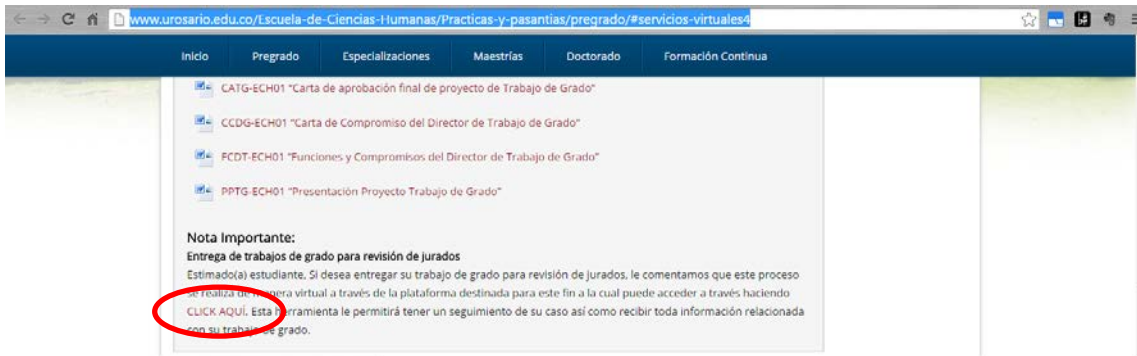 www.urosario.edu.co/Escuela-de-Ciencias-Humanas/Practicas-y-pasantias/pregrado/#servicios-virtuales4
Inicio Pregrado Especializaciones Maestrías Doctorado Formación Continua
CATG-ECH01 "Carta de aprobación final de proyecto de Trabajo de Grado"
CCDG-ECH01 "Carta de Compromiso del Director de Trabajo de Grado"
FCDT-ECH01 "Funciones y Compromisos del Director de Trabajo de Grado"
PPTG-ECH01 "Presentación Proyecto Trabajo de Grado"
Nota Importante:
Entrega de trabajos de grado para revisión de jurados
Estimado(a) estudiante, Si desea entregar su trabajo de grado para revisión de jurados, le comentamos que este proceso
se realiza de manera virtual a través de la plataforma destinada para este fin a la cual puede acceder a través haciendo
CLICK AQUÍ. Esta herramienta le permitirá tener un seguimiento de su caso así como recibir toda información relacionada
con su trabajo de grado.